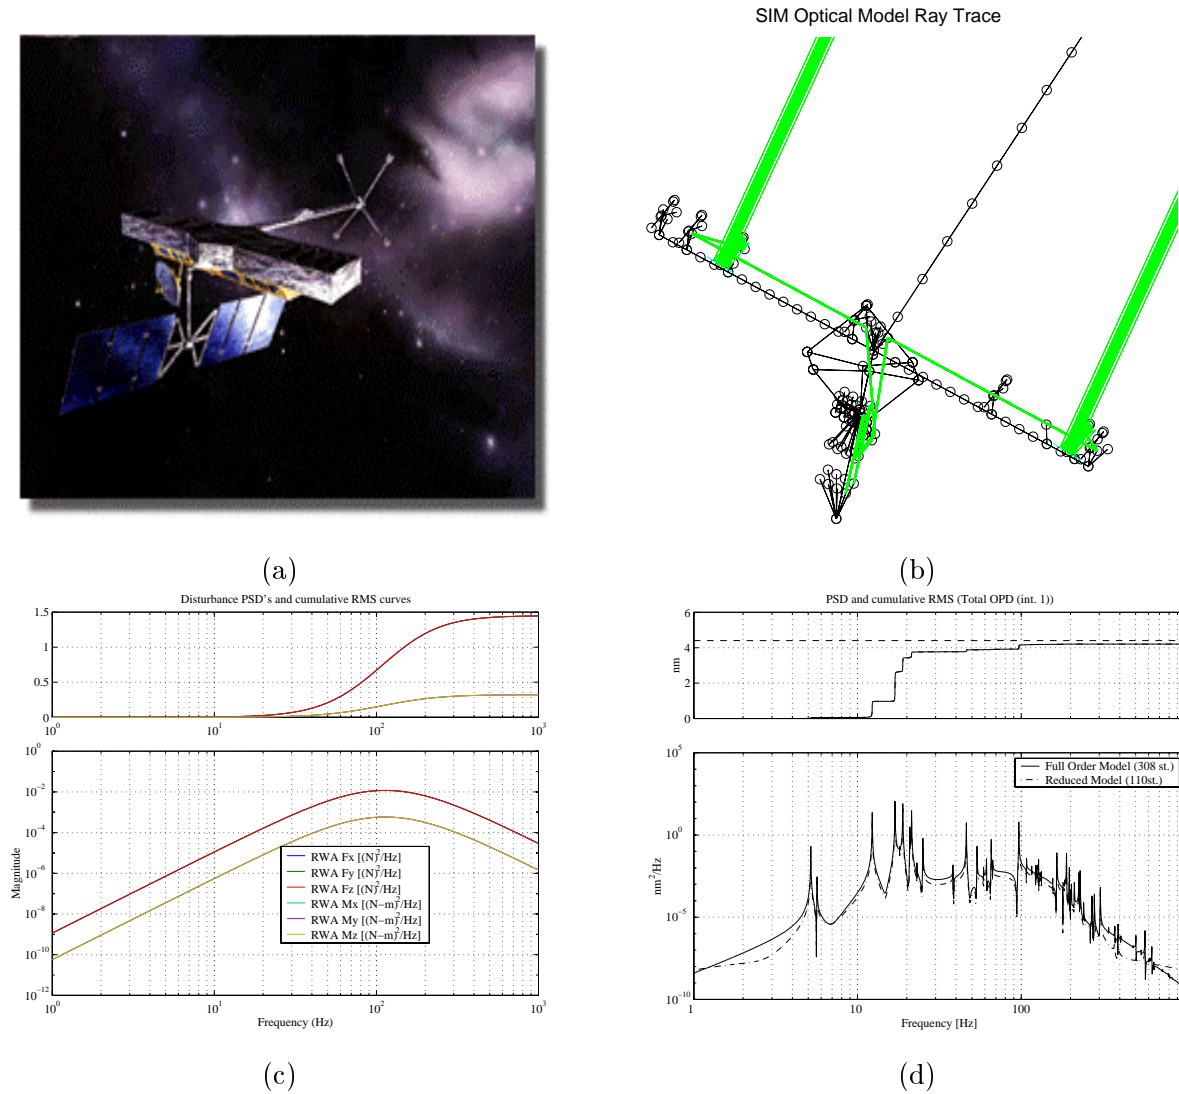 SIM Optical Model Ray Trace
(a)
(b)
Disturbance PSD's and cumulative RMS curves
1.5
1
0.5
0
10^0
10^1
10^2
10^3
10^0
10^−2
10^−4
10^−6
10^−8
10^−10
10^−12
Magnitude
RWA Fx [(N)^2/Hz]
RWA Fy [(N)^2/Hz]
RWA Fz [(N)^2/Hz]
RWA Mx [(N−m)^2/Hz]
RWA My [(N−m)^2/Hz]
RWA Mz [(N−m)^2/Hz]
10^0
10^1
10^2
10^3
Frequency (Hz)
(c)
PSD and cumulative RMS (Total OPD (int. 1))
6
4
2
0
nm
10^5
10^0
10^−5
10^−10
nm^2/Hz
Full Order Model (308 st.)
Reduced Model (110st.)
1
10
100
Frequency [Hz]
(d)